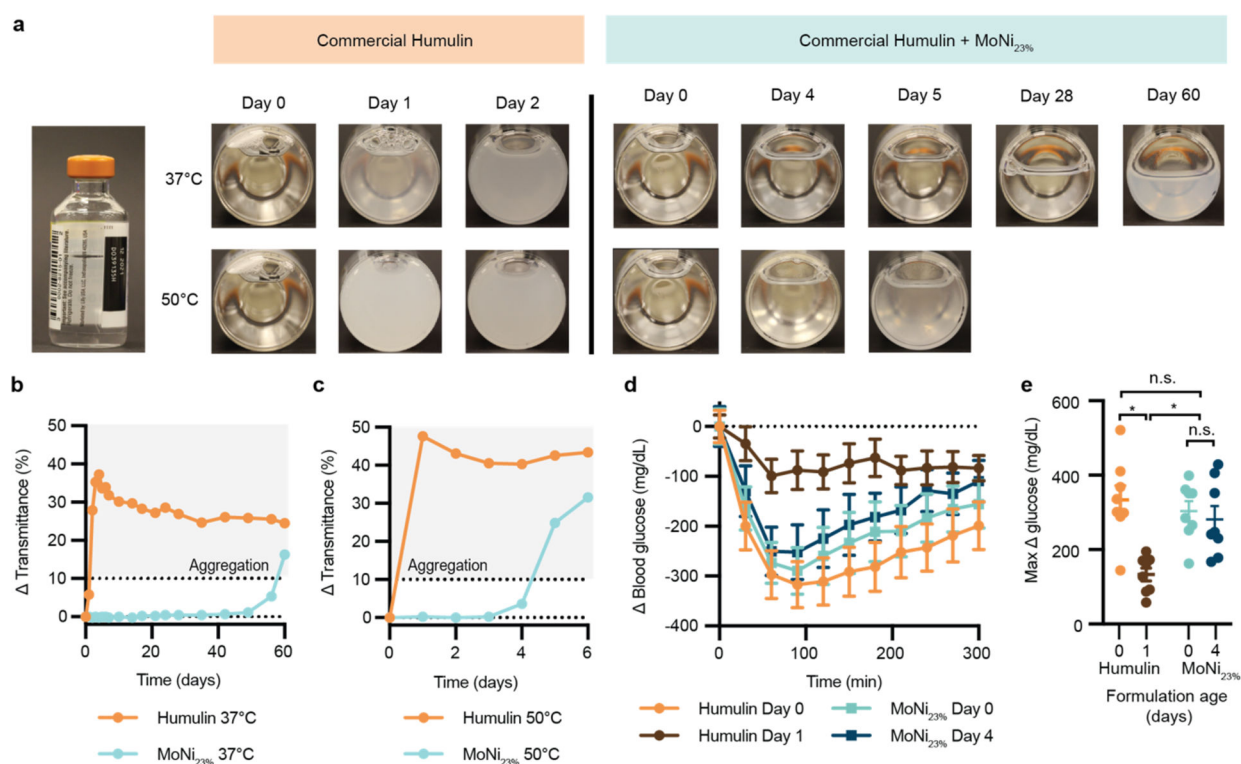 a
Commercial Humulin
Commercial Humulin + MoNi23%
Day 0 Day 1 Day 2 Day 0 Day 4 Day 5 Day 28 Day 60
37°C
50°C
b
Δ Transmittance (%)
50
40
30
20
10
0
Aggregation
0 20 40 60
Time (days)
Humulin 37°C
MoNi23% 37°C
c
Δ Transmittance (%)
50
40
30
20
10
0
Aggregation
0 2 4 6
Time (days)
Humulin 50°C
MoNi23% 50°C
d
Δ Blood glucose (mg/dL)
0
-100
-200
-300
-400
0 100 200 300
Time (min)
Humulin Day 0
Humulin Day 1
MoNi23% Day 0
MoNi23% Day 4
e
n.s.
* *
n.s.
Max Δ glucose (mg/dL)
600
400
200
0
0 1 0 4
Humulin MoNi23%
Formulation age
(days)